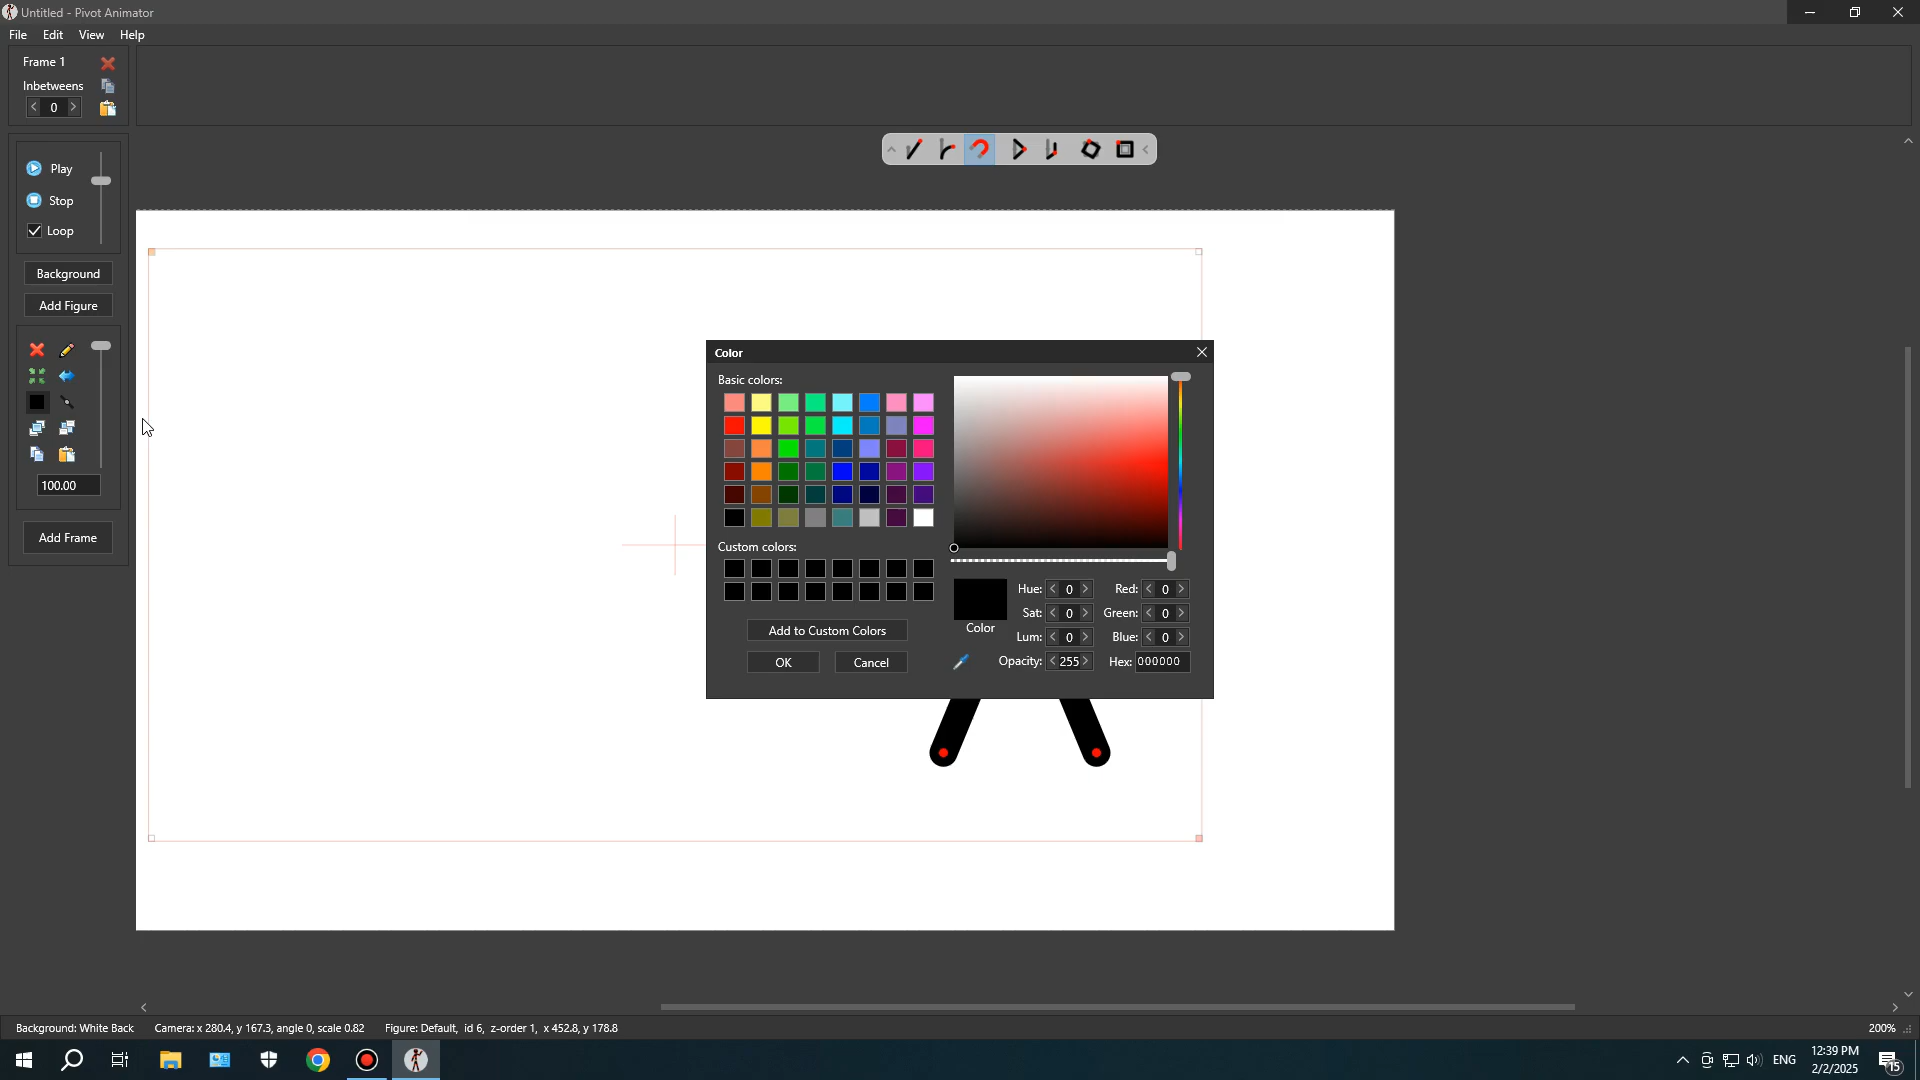 Untitled - Pivot Animator
File Edit View Help
Frame 1
Inbetweens
0
Play
Stop
Loop
Background
Add Figure
100.00
Add Frame
Color
Basic colors:
Custom colors:
Add to Custom Colors
OK Cancel
Color
Hue: 0 Red: 0
Sat: 0 Green: 0
Lum: 0 Blue: 0
Opacity: 255 Hex: 000000
Background: White Back Camera: x 280.4, y 167.3, angle 0, scale 0.82 Figure: Default, id 6, z-order 1, x 452.8, y 178.8 200%
ENG 12:39 PM
2/2/2025
15